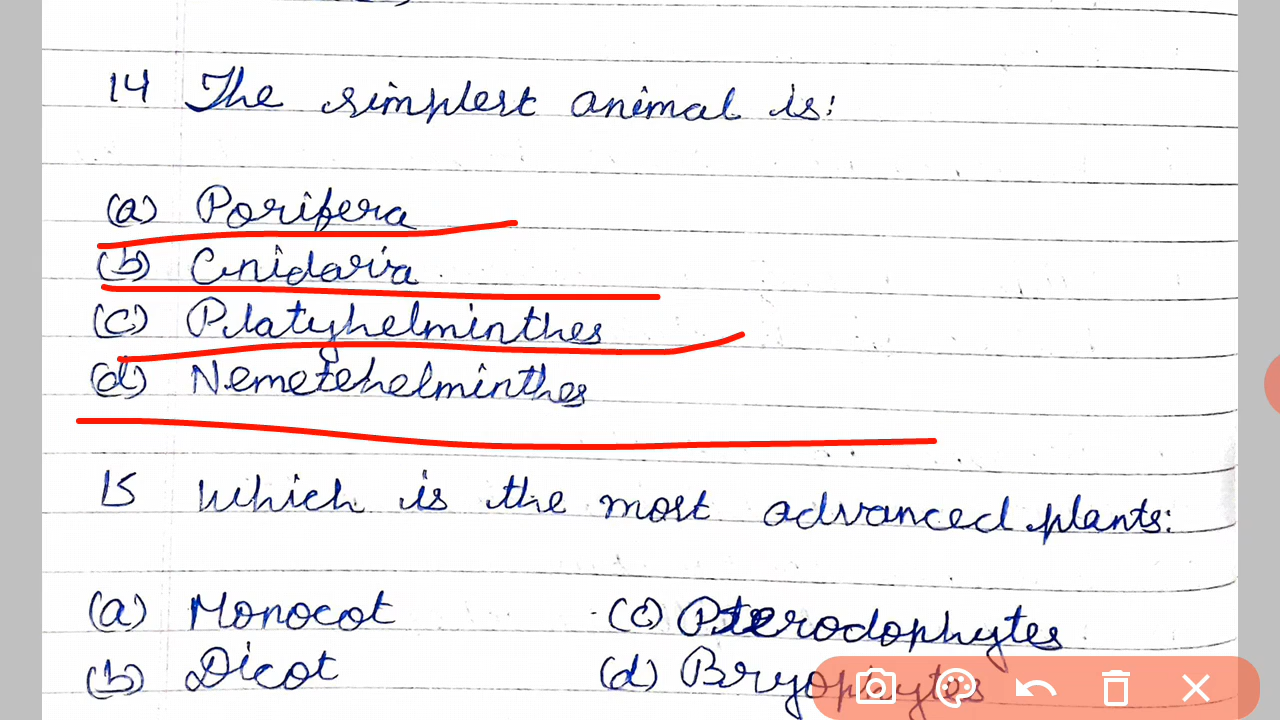 14 The simplest animal is:
(a) Porifera
(b) Cnidaria
(c) Platyhelminthes
(d) Nemetehelminthes
15 Which is the most advanced plants:
(a) Monocot (c) Pterodophytes
(b) Dicot (d) Bryophytes